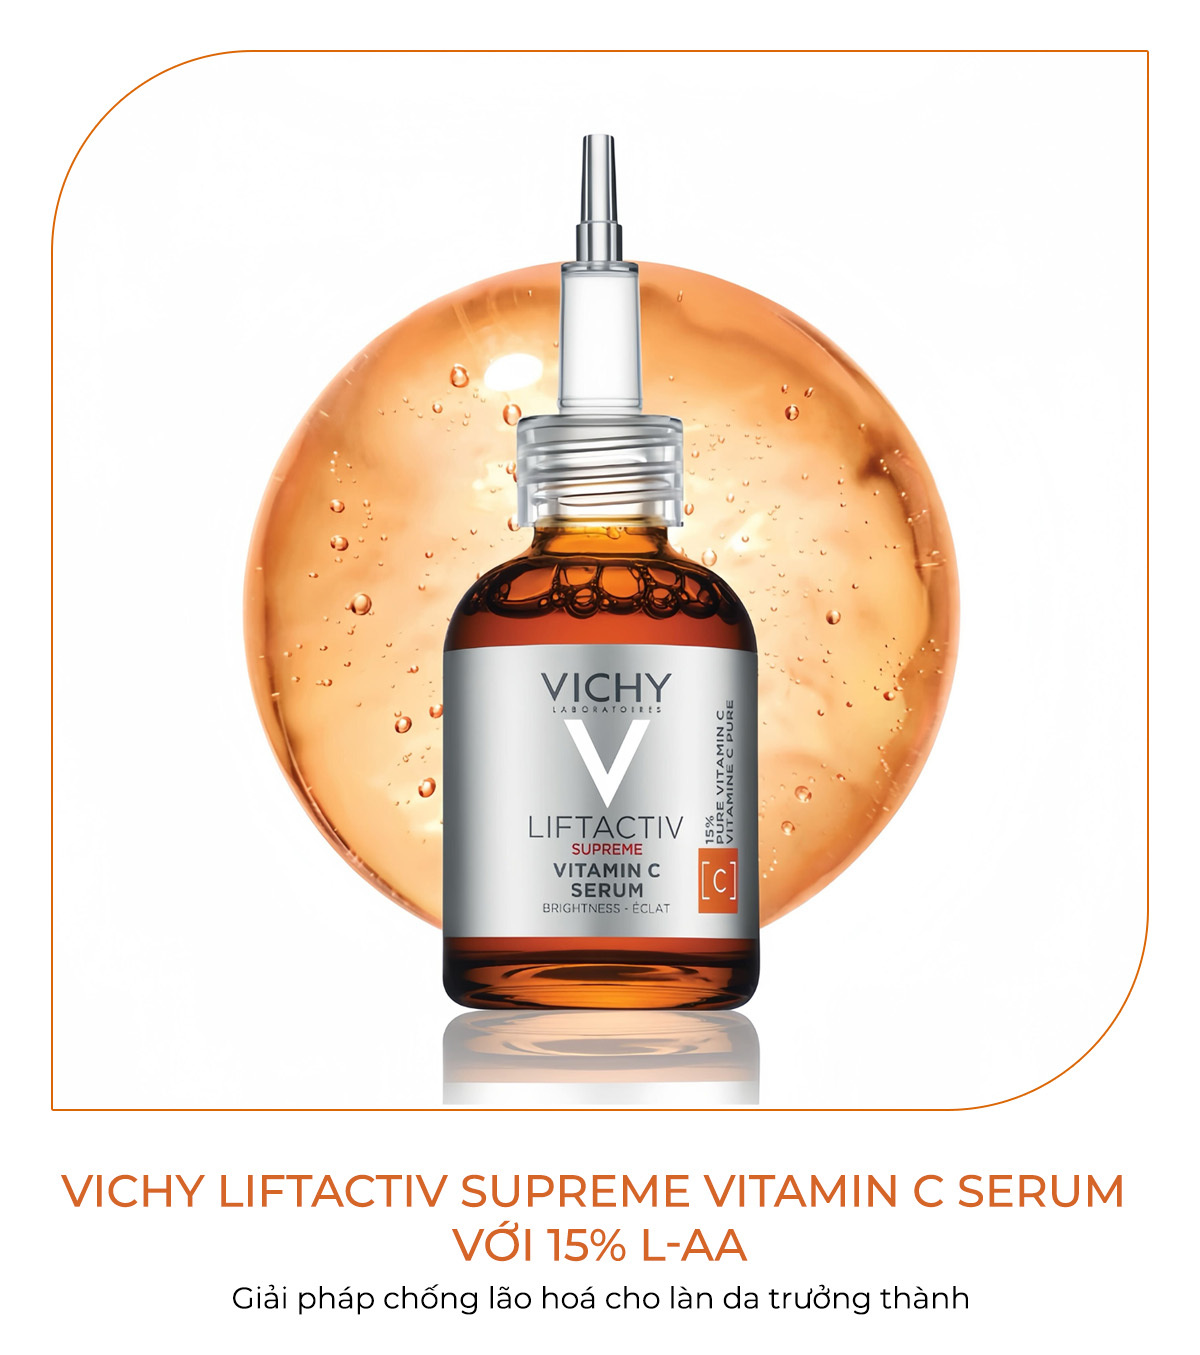 VICHY
LABORATOIRES
V
LIFTACTIV
SUPREME
VITAMIN C
SERUM
BRIGHTNESS - ÉCLAT
15%
PURE VITAMIN C
VITAMINE C PURE
[C]
VICHY LIFTACTIV SUPREME VITAMIN C SERUM
VỚI 15% L-AA
Giải pháp chống lão hoá cho làn da trưởng thành